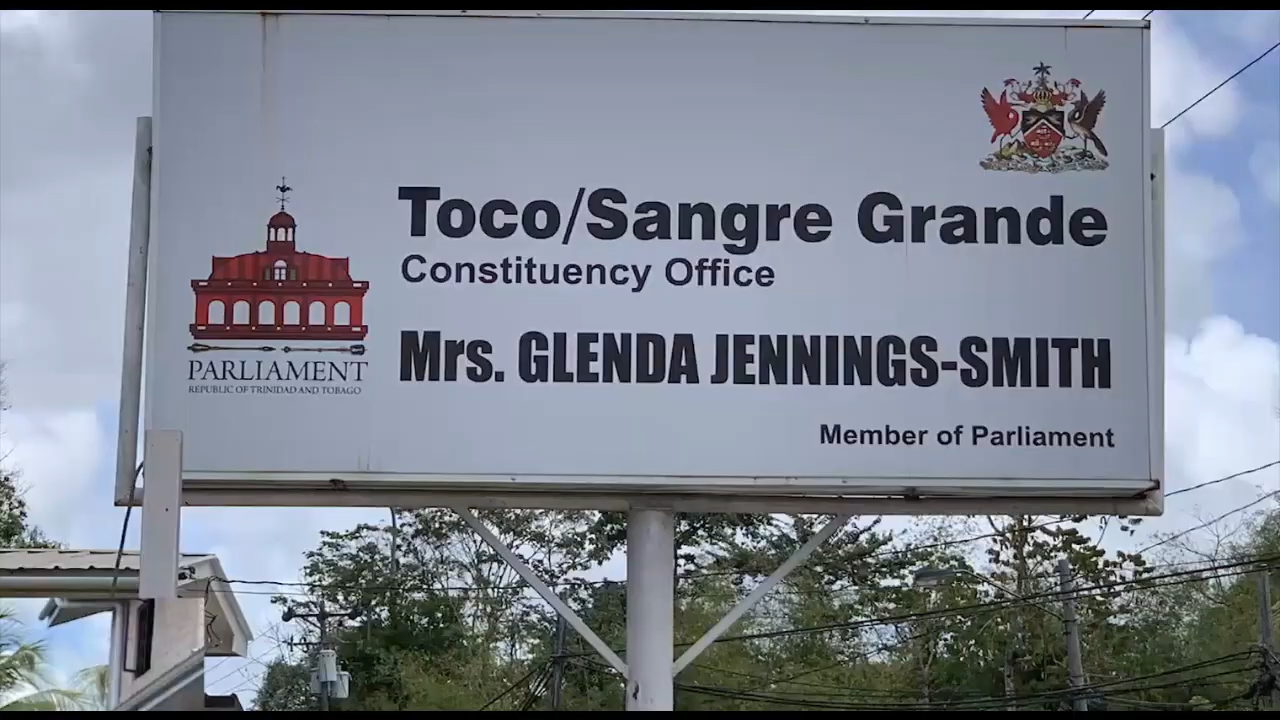 Toco/Sangre Grande
Constituency Office
Mrs. GLENDA JENNINGS-SMITH
Member of Parliament
PARLIAMENT
REPUBLIC OF TRINIDAD AND TOBAGO